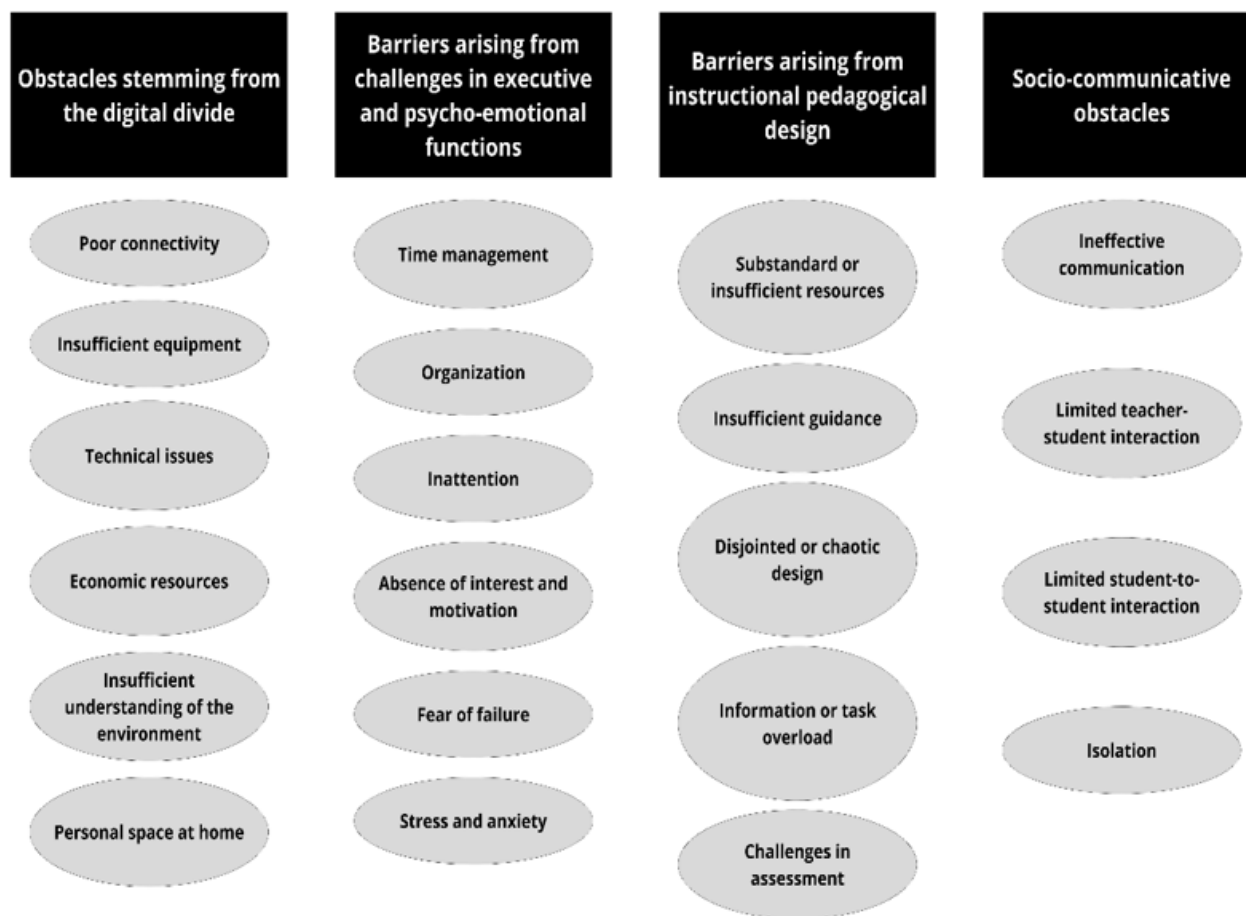 Obstacles stemming from
the digital divide
Poor connectivity
Insufficient equipment
Technical issues
Economic resources
Insufficient
understanding of the
environment
Personal space at home
Barriers arising from
challenges in executive
and psycho-emotional
functions
Time management
Organization
Inattention
Absence of interest and
motivation
Fear of failure
Stress and anxiety
Barriers arising from
instructional pedagogical
design
Substandard or
insufficient resources
Insufficient guidance
Disjointed or chaotic
design
Information or task
overload
Challenges in
assessment
Socio-communicative
obstacles
Ineffective
communication
Limited teacher-
student interaction
Limited student-to-
student interaction
Isolation